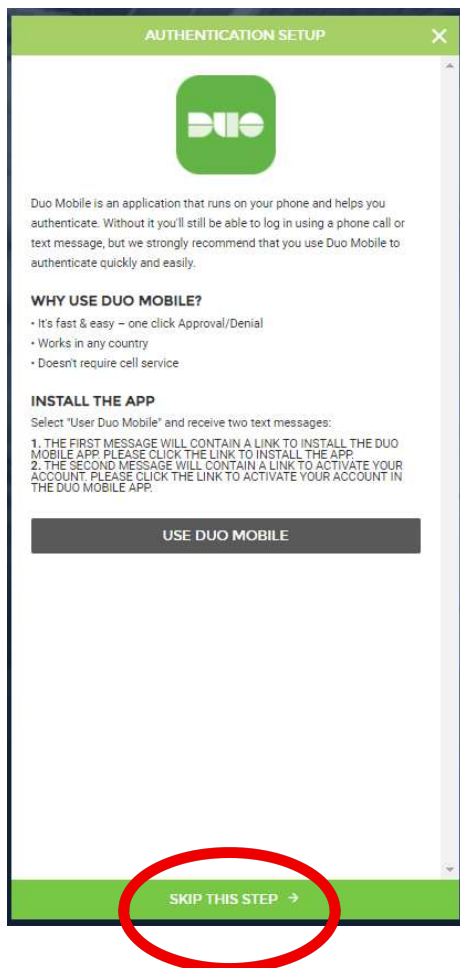 AUTHENTICATION SETUP ×
DUO
Duo Mobile is an application that runs on your phone and helps you
authenticate. Without it you'll still be able to log in using a phone call or
text message, but we strongly recommend that you use Duo Mobile to
authenticate quickly and easily.
WHY USE DUO MOBILE?
• It's fast & easy – one click Approval/Denial
• Works in any country
• Doesn't require cell service
INSTALL THE APP
Select "User Duo Mobile" and receive two text messages:
1. THE FIRST MESSAGE WILL CONTAIN A LINK TO INSTALL THE DUO
MOBILE APP. PLEASE CLICK THE LINK TO INSTALL THE APP.
2. THE SECOND MESSAGE WILL CONTAIN A LINK TO ACTIVATE YOUR
ACCOUNT. PLEASE CLICK THE LINK TO ACTIVATE YOUR ACCOUNT IN
THE DUO MOBILE APP.
USE DUO MOBILE
SKIP THIS STEP →